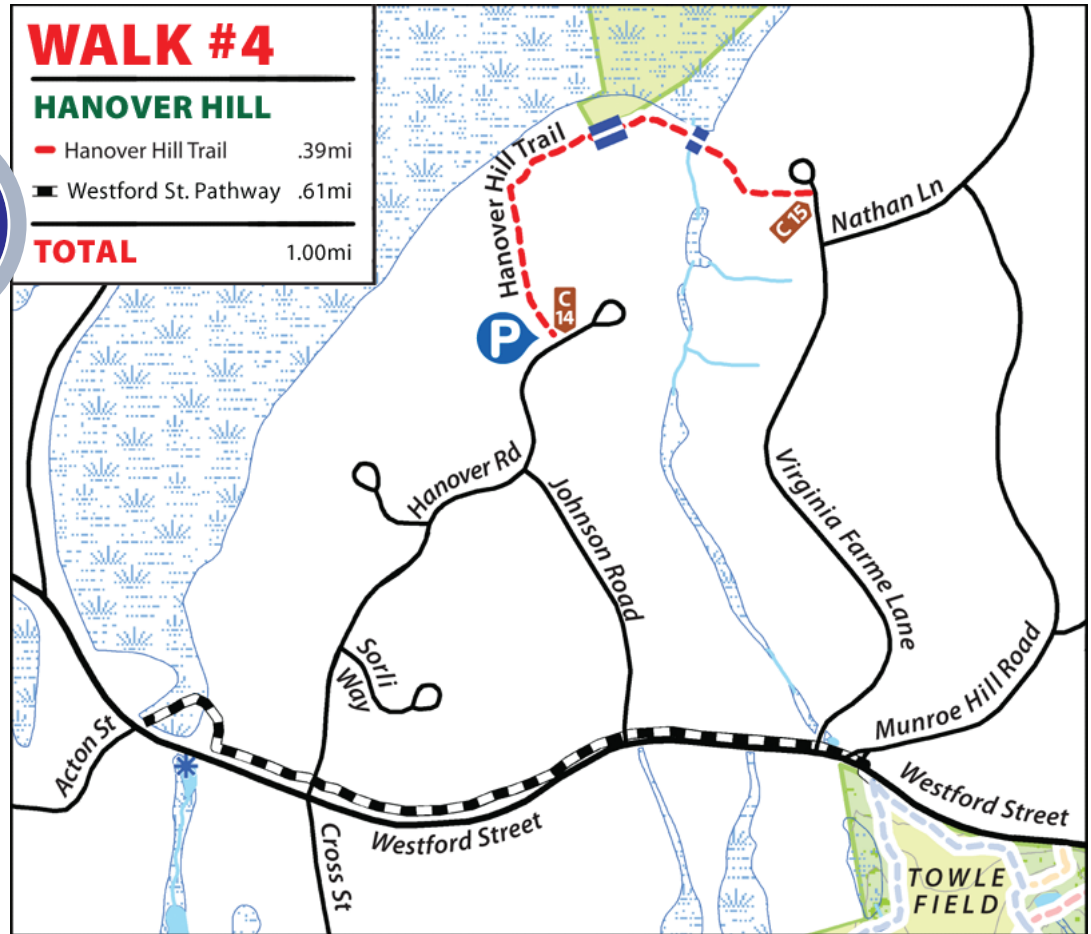 WALK #4
HANOVER HILL
Hanover Hill Trail .39mi
Westford St. Pathway .61mi
TOTAL 1.00mi
Hanover Hill Trail
C 15
Nathan Ln
C
14
P
Hanover Rd
Johnson Road
Virginia Farme Lane
Sorli
Way
Munroe Hill Road
Acton St
Westford Street
Westford Street
Cross St
TOWLE
FIELD